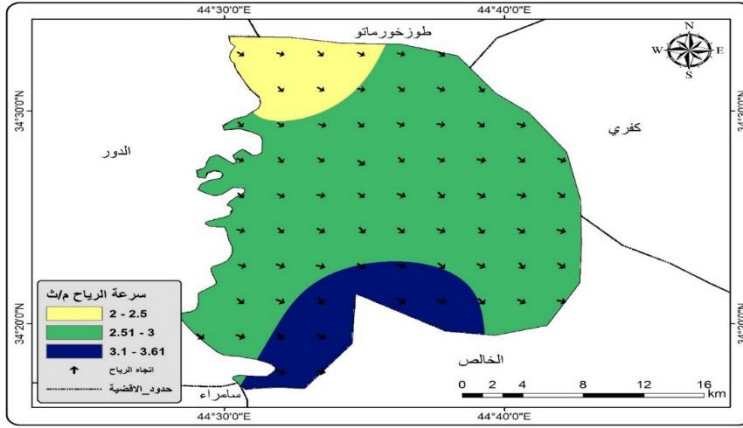 44°30'0"E
44°40'0"E
طوزخورماتو
N
W E
S
34°30'0"N
34°30'0"N
كفري
الدور
سرعة الرياح م/ث
2 - 2.5
2.51 - 3
3.1 - 3.61
اتجاه الرياح
حدود_الاقضية
34°20'0"N
34°20'0"N
الخالص
سامراء
0 2 4 8 12 16
km
44°30'0"E
44°40'0"E